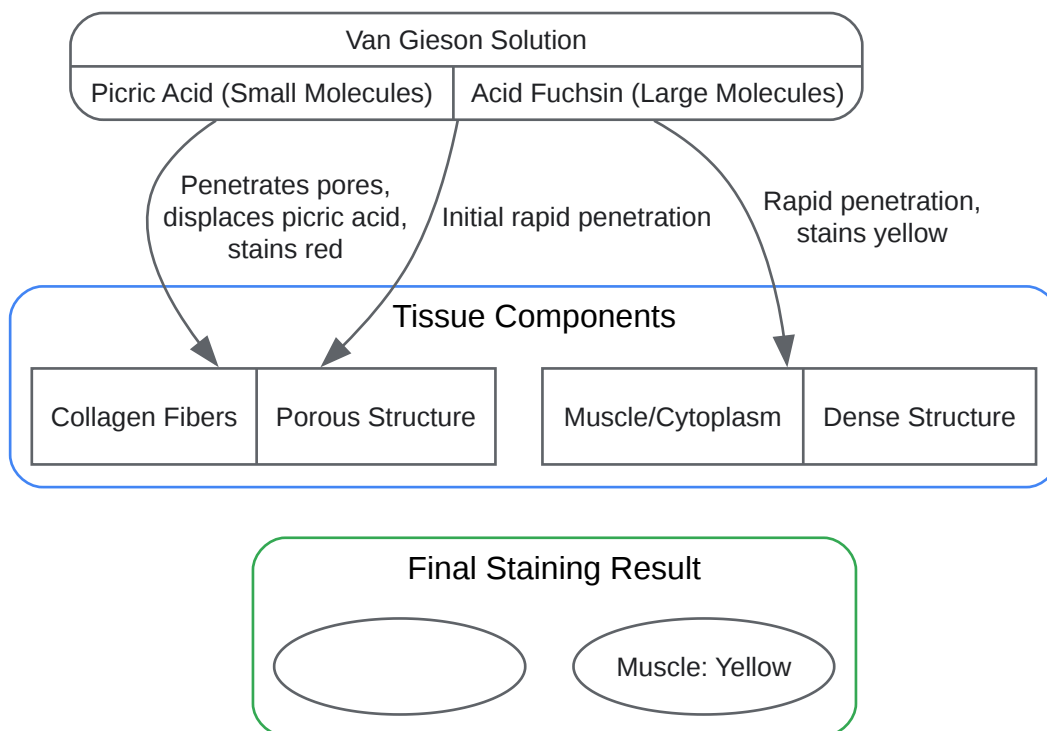 Van Gieson Solution
Picric Acid (Small Molecules)
Acid Fuchsin (Large Molecules)
Penetrates pores,
displaces picric acid,
stains red
Initial rapid penetration
Rapid penetration,
stains yellow
Tissue Components
Collagen Fibers
Porous Structure
Muscle/Cytoplasm
Dense Structure
Final Staining Result
Muscle: Yellow